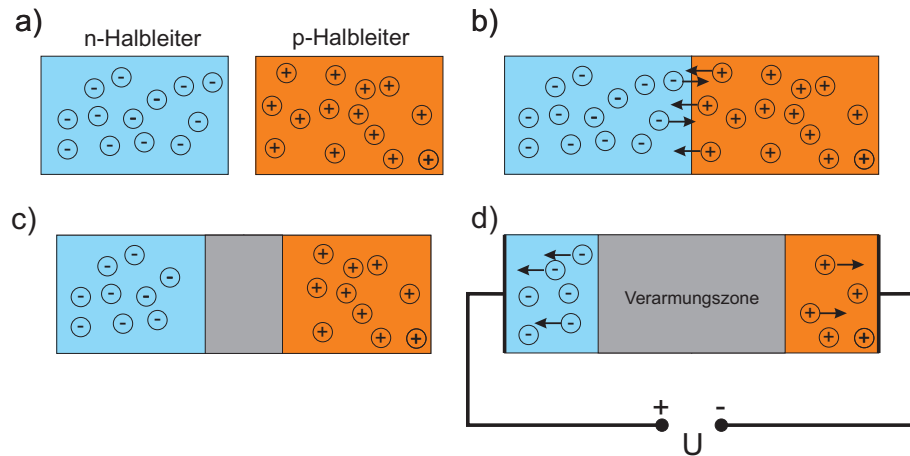 a)
n-Halbleiter
p-Halbleiter
b)
c)
d)
Verarmungszone
+ -
U